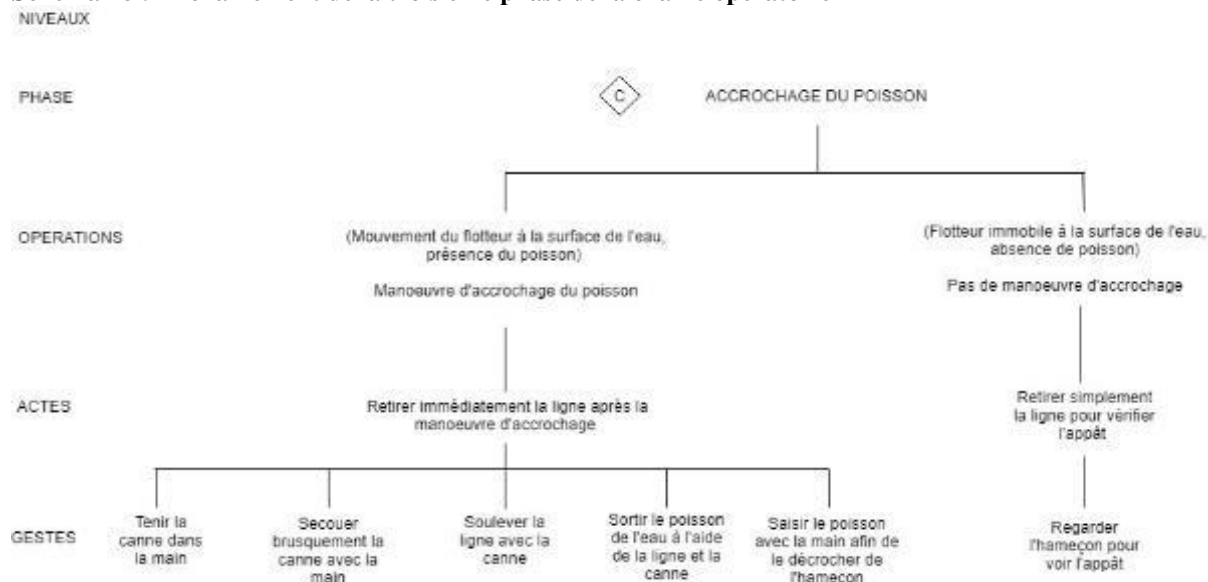 NIVEAUX
PHASE
C
ACCROCHAGE DU POISSON
OPERATIONS
(Mouvement du flotteur à la surface de l'eau,
présence du poisson)
Manoeuvre d'accrochage du poisson
(Flotteur immobile à la surface de l'eau,
absence de poisson)
Pas de manoeuvre d'accrochage
ACTES
Retirer immédiatement la ligne après la
manoeuvre d'accrochage
Retirer simplement
la ligne pour vérifier
l'appât
GESTES
Tenir la
canne dans
la main
Secouer
brusquement la
canne avec la
main
Soulever la
ligne avec la
canne
Sortir le poisson
de l'eau à l'aide
de la ligne et la
canne
Saisir le poisson
avec la main afin de
le décrocher de
l'hameçon
Regarder
l'hameçon pour
voir l'appât